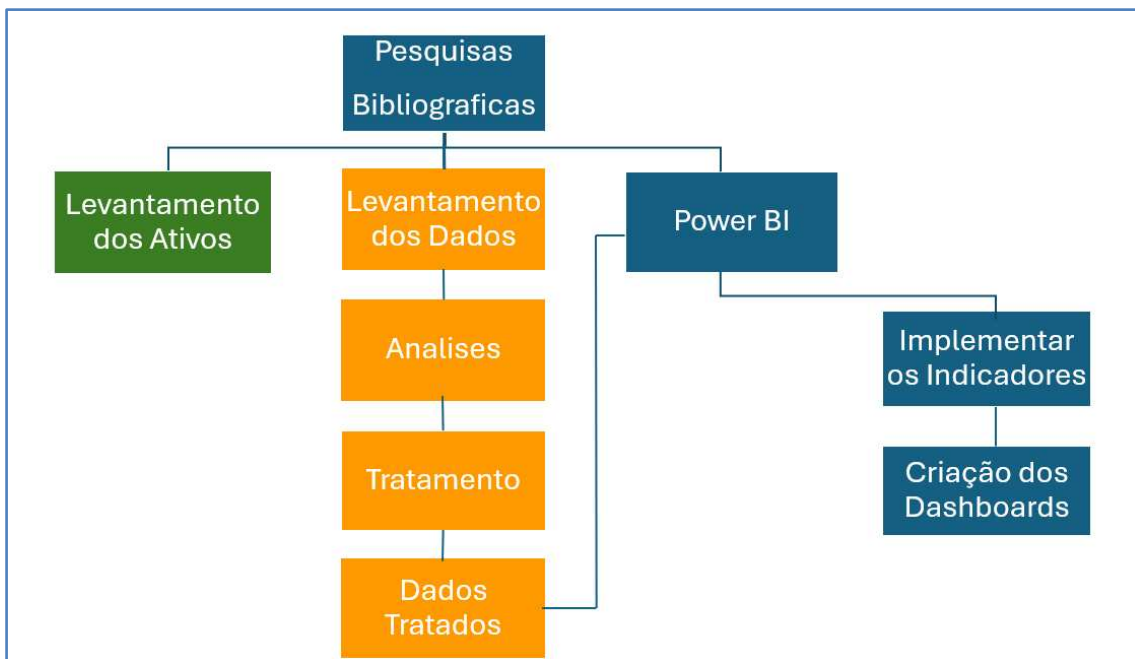 Pesquisas
Bibliograficas
Levantamento
dos Ativos
Levantamento
dos Dados
Power BI
Analises
Implementar
os Indicadores
Tratamento
Criação dos
Dashboards
Dados
Tratados